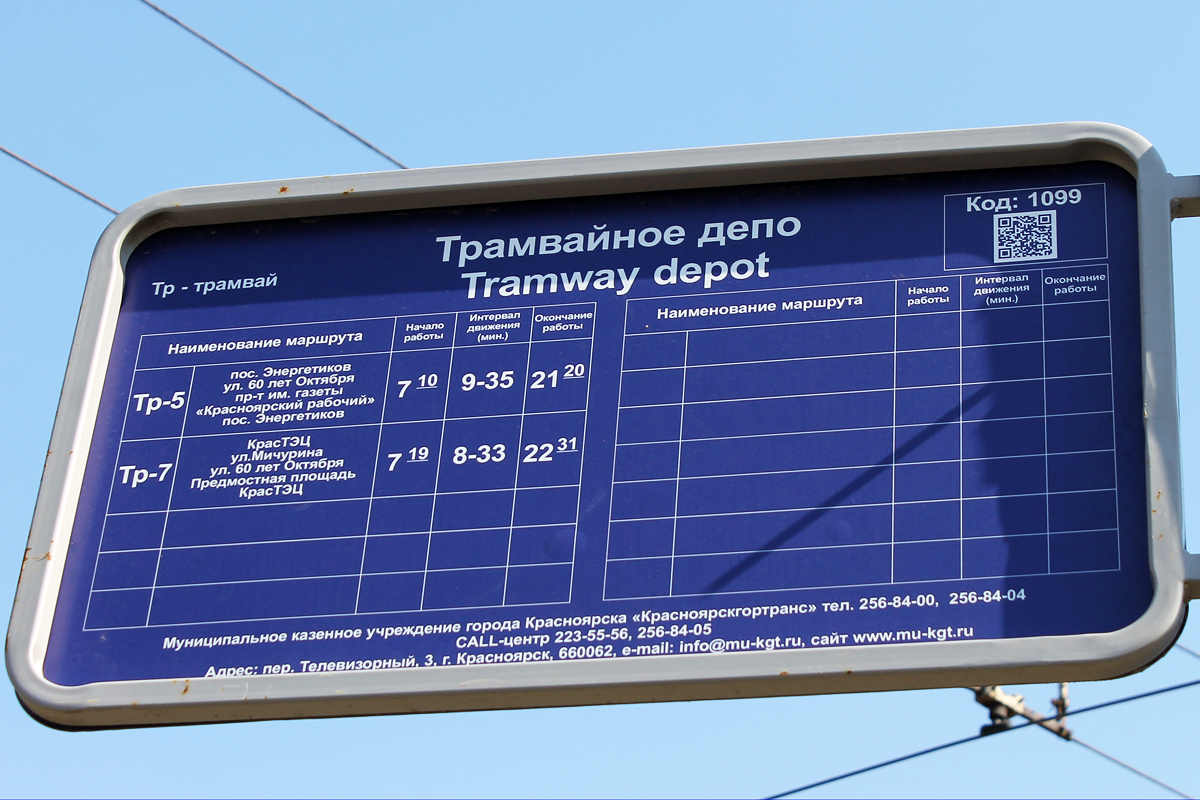 Код: 1099
Трамвайное депо
Tramway depot
Тр - трамвай
Наименование маршрута
Начало работы
Интервал движения (мин.)
Окончание работы
Тр-5
пос. Энергетиков
ул. 60 лет Октября
пр-т им. газеты
«Красноярский рабочий»
пос. Энергетиков
7 10
9-35
21 20
Тр-7
КрасТЭЦ
ул.Мичурина
ул. 60 лет Октября
Предмостная площадь
КрасТЭЦ
7 19
8-33
22 31
Наименование маршрута
Начало работы
Интервал движения (мин.)
Окончание работы
Муниципальное казенное учреждение города Красноярска «Красноярскгортранс» тел. 256-84-00, 256-84-04
CALL-центр 223-55-56, 256-84-05
Адрес: пер. Телевизорный, 3, г. Красноярск, 660062, e-mail: info@mu-kgt.ru, сайт www.mu-kgt.ru